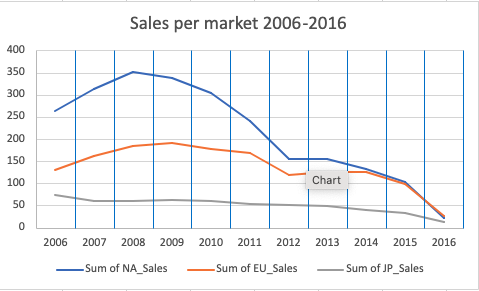 Sales per market 2006-2016
400
350
300
250
200
150
100
50
0
Chart
2006 2007 2008 2009 2010 2011 2012 2013 2014 2015 2016
Sum of NA_Sales Sum of EU_Sales Sum of JP_Sales